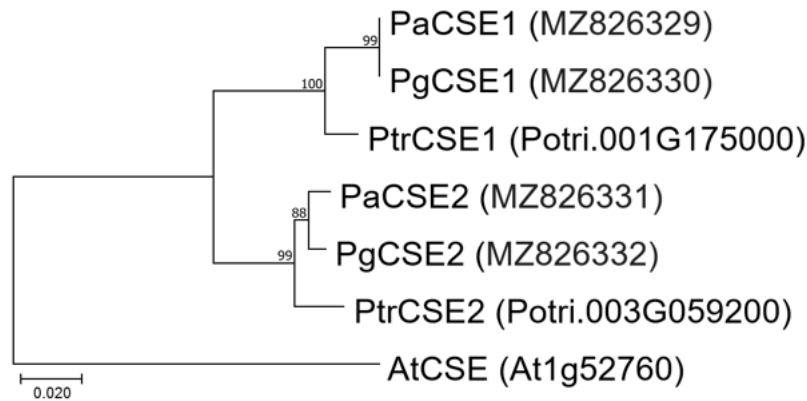 PaCSE1 (MZ826329)
99
PgCSE1 (MZ826330)
100
PtrCSE1 (Potri.001G175000)
PaCSE2 (MZ826331)
88
PgCSE2 (MZ826332)
99
PtrCSE2 (Potri.003G059200)
AtCSE (At1g52760)
0.020